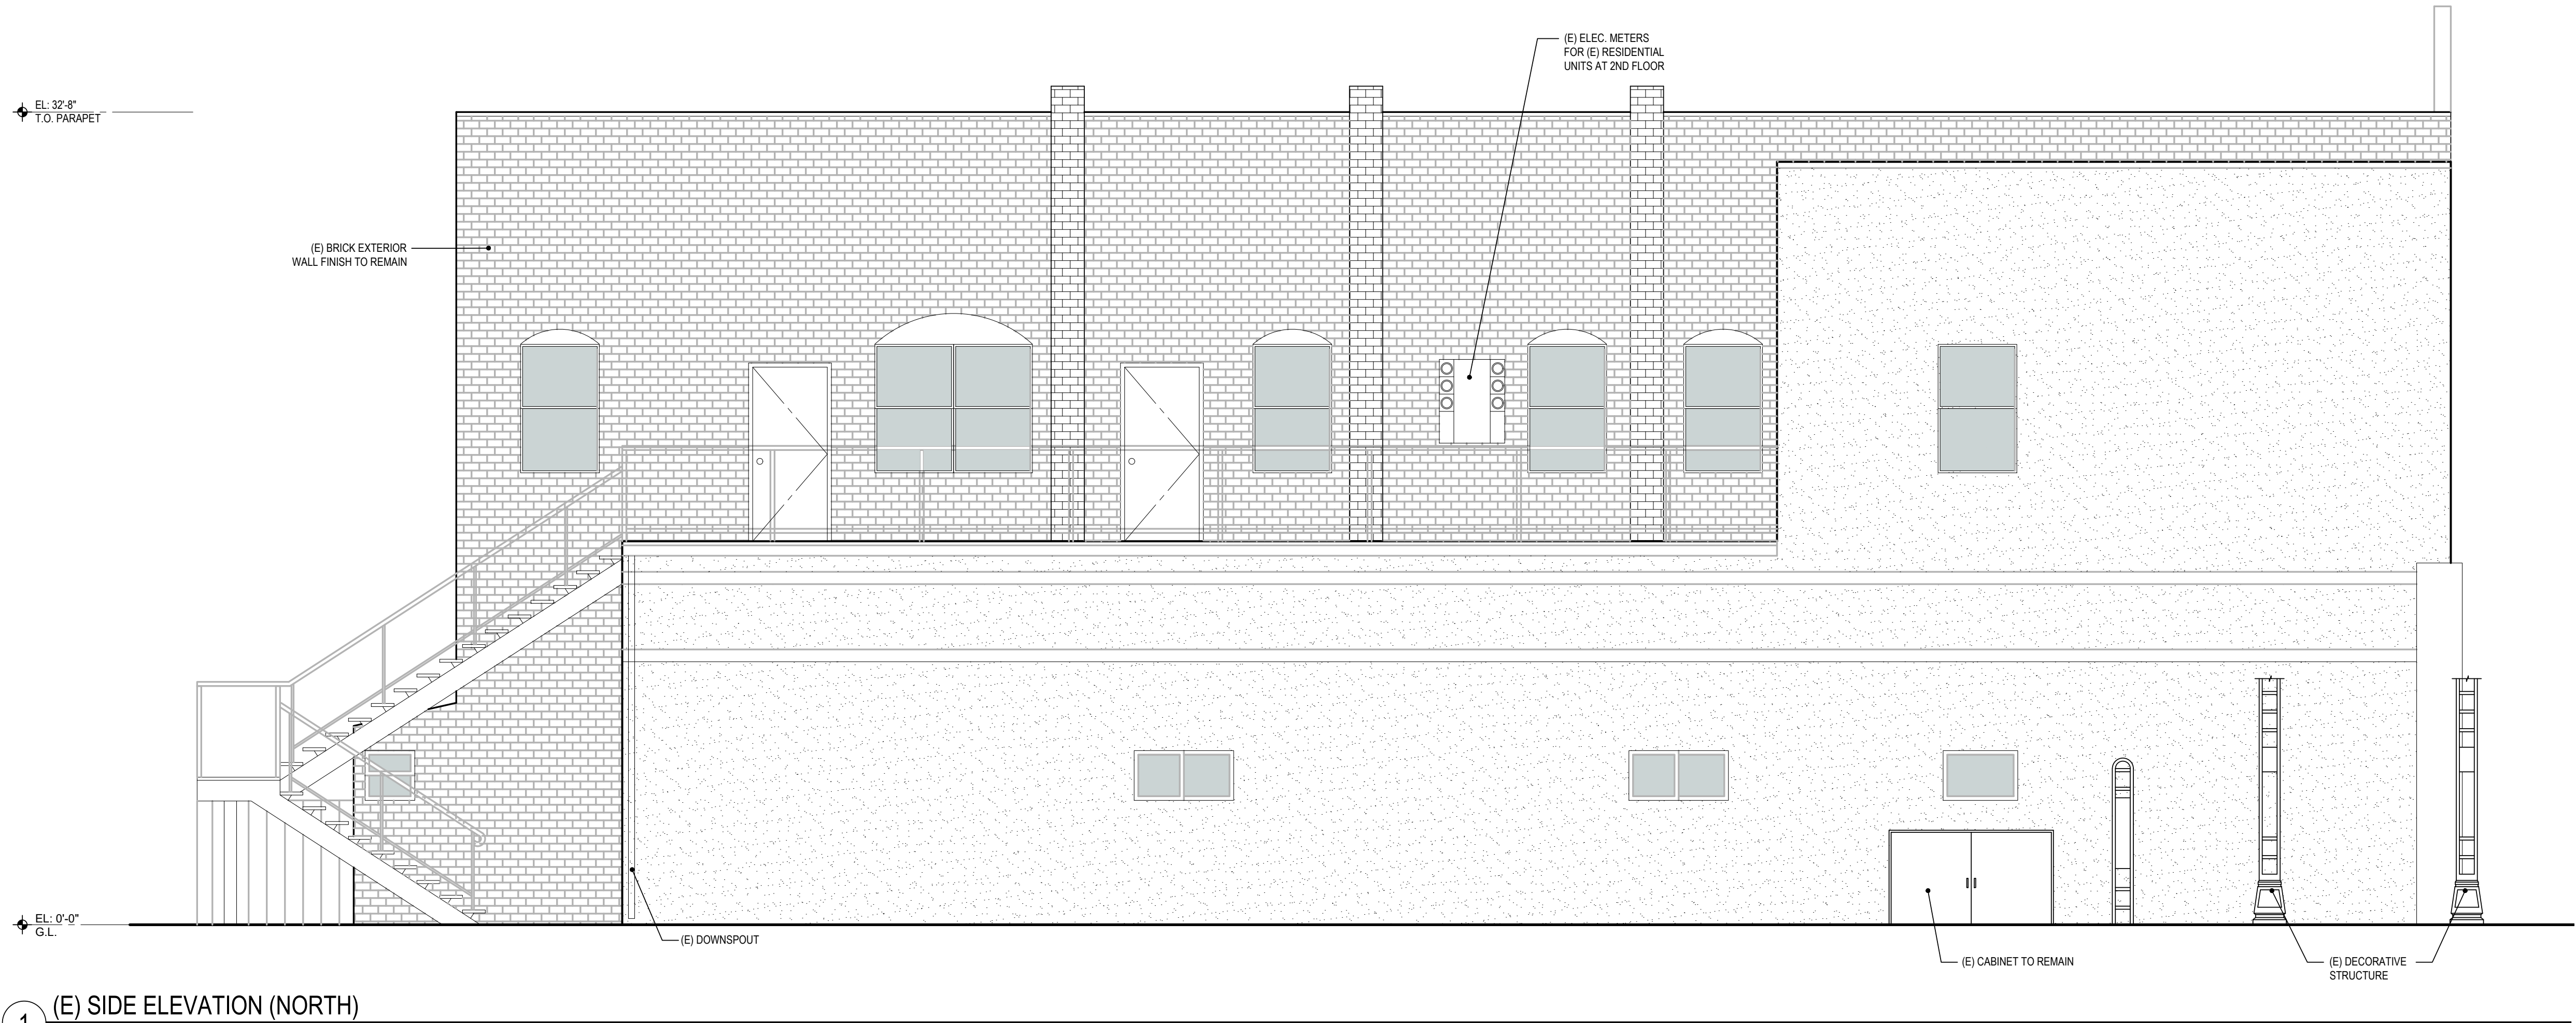 (E) ELEC. METERS
FOR (E) RESIDENTIAL
UNITS AT 2ND FLOOR
EL: 32'-8"
T.O. PARAPET
(E) BRICK EXTERIOR
WALL FINISH TO REMAIN
EL: 0'-0"
G.L.
(E) DOWNSPOUT
(E) CABINET TO REMAIN
(E) DECORATIVE
STRUCTURE
1
(E) SIDE ELEVATION (NORTH)